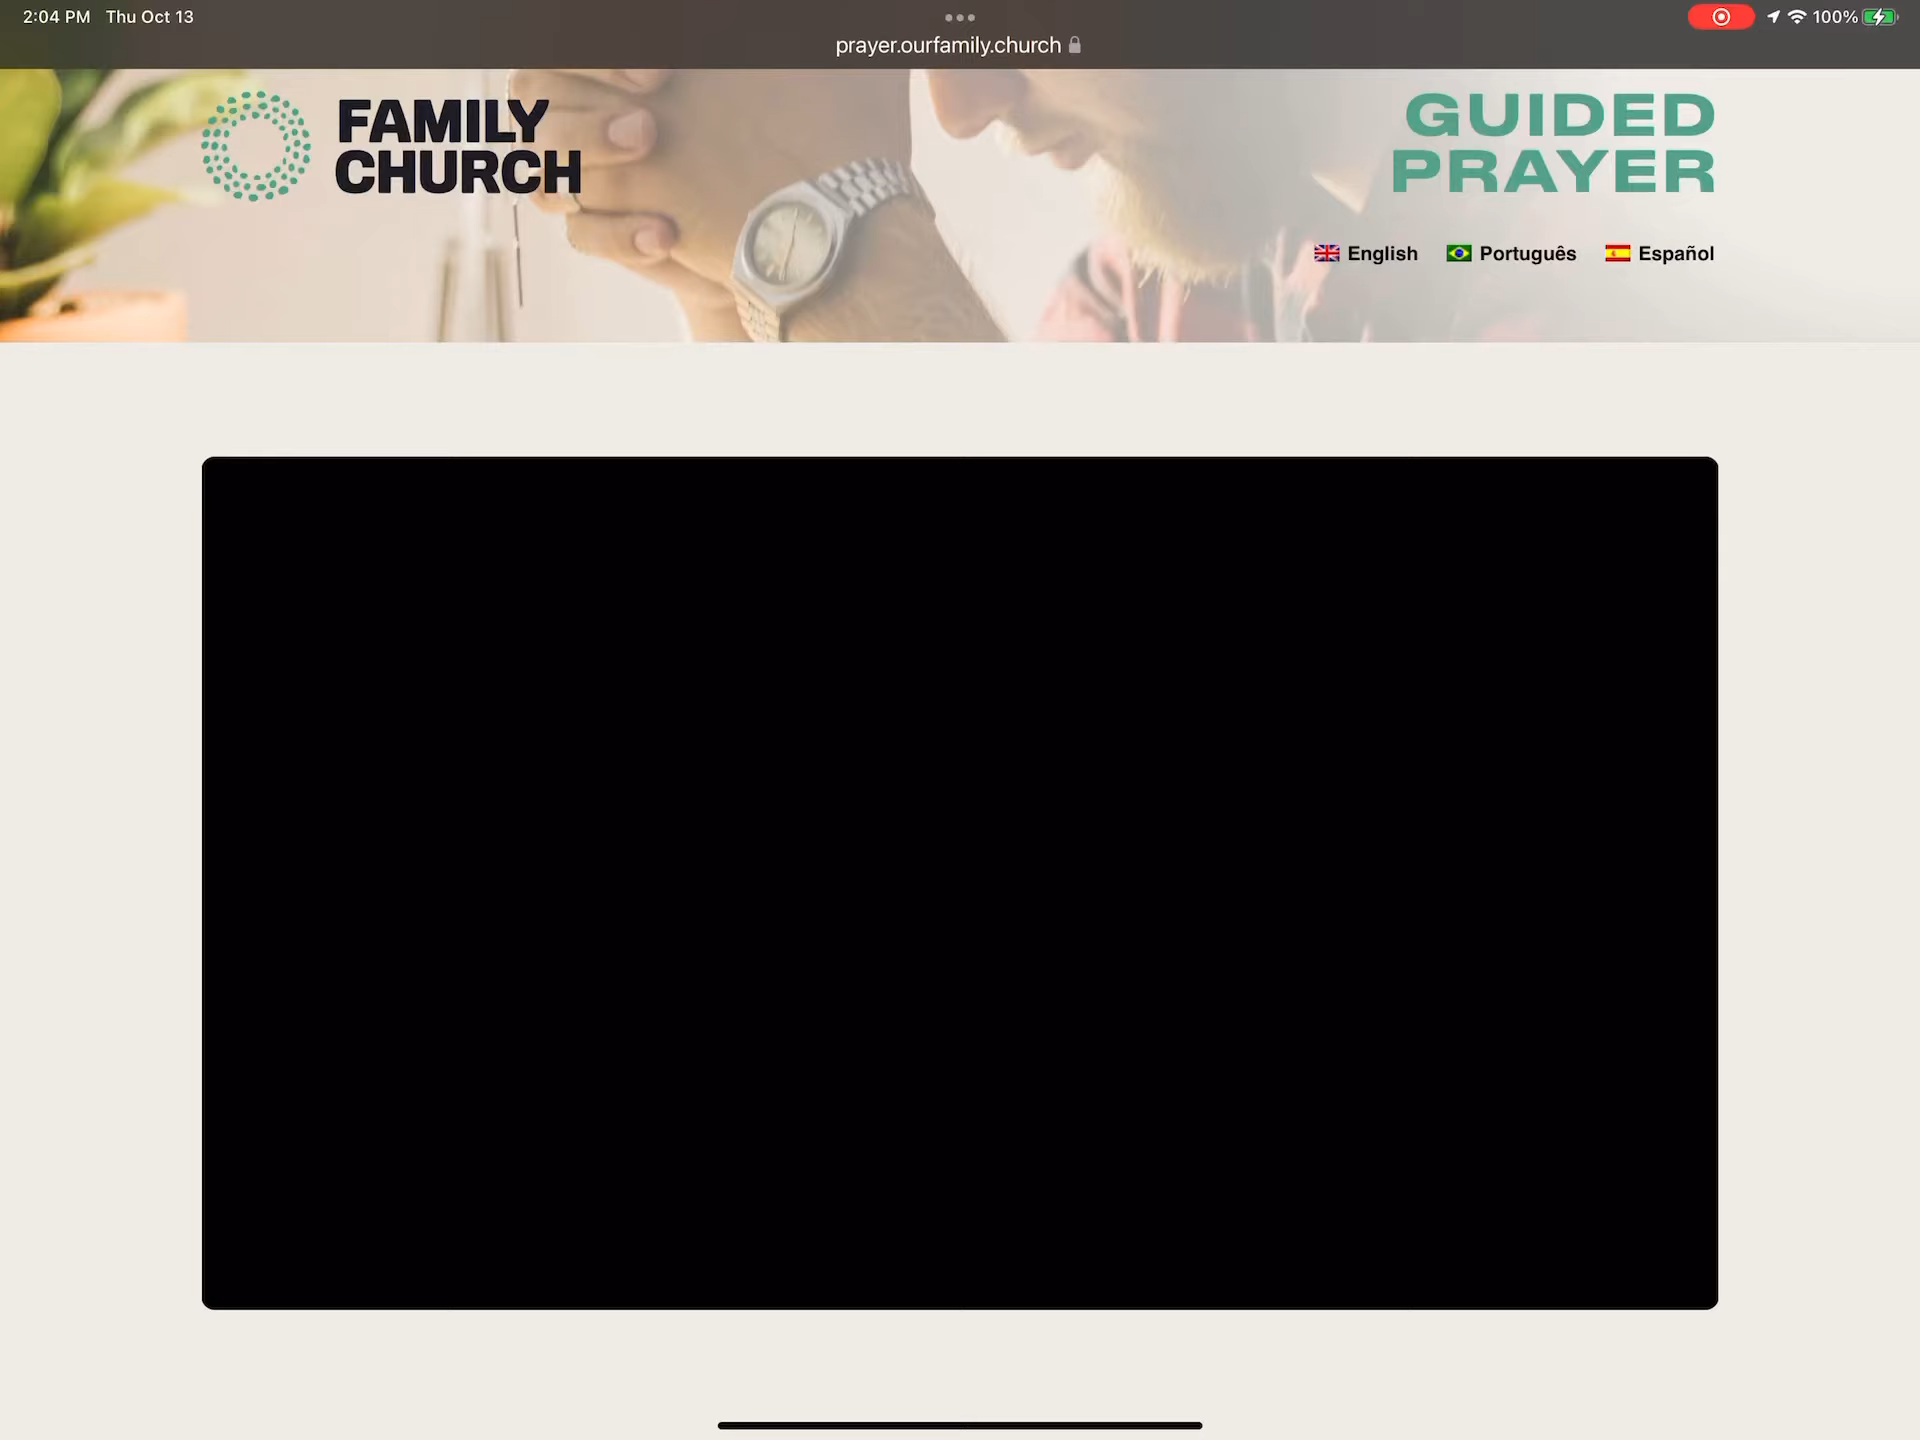 2:04 PM Thu Oct 13
100%
prayer.ourfamily.church
FAMILY
CHURCH
GUIDED
PRAYER
English Português Español